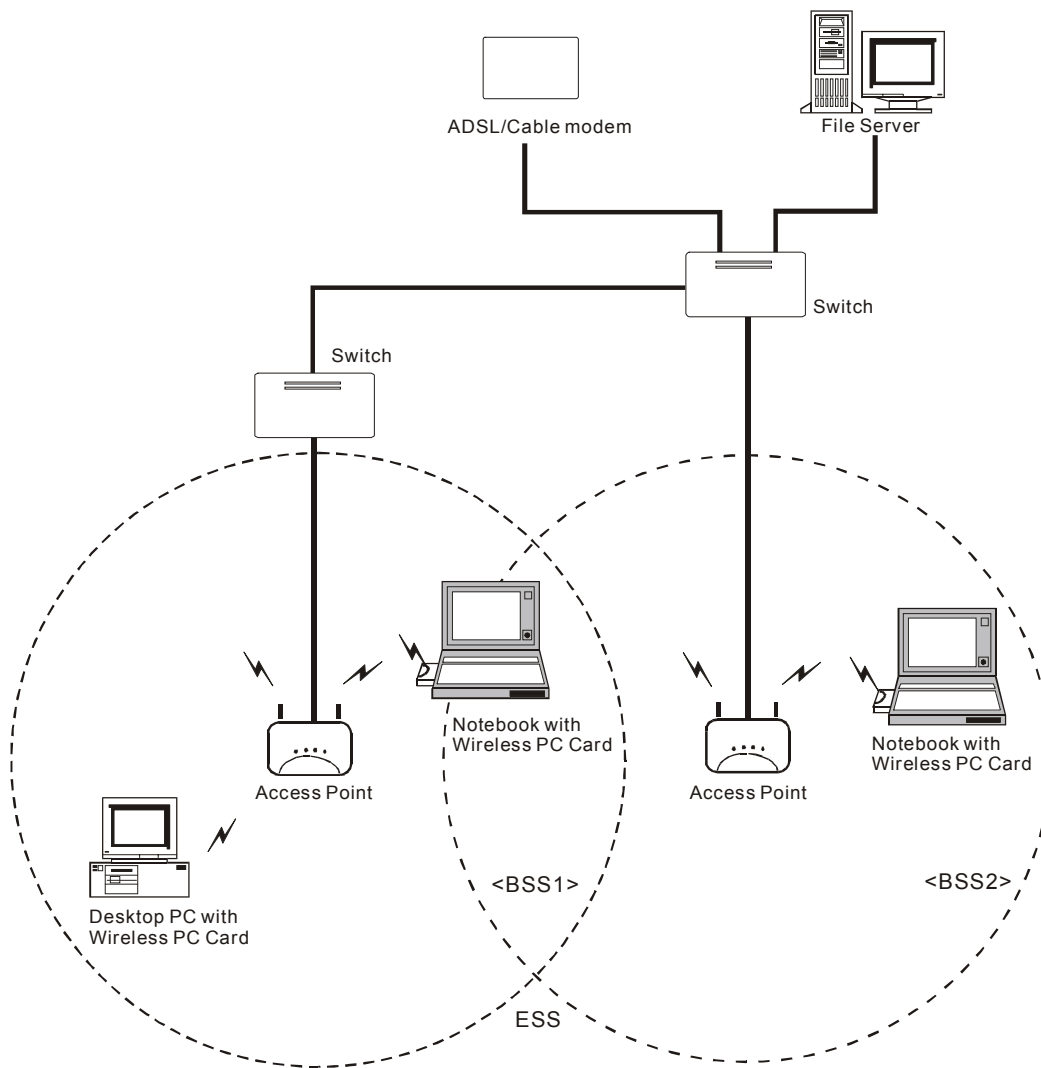 ADSL/Cable modem
File Server
Switch
Switch
Notebook with
Wireless PC Card
Notebook with
Wireless PC Card
Access Point
Access Point
<BSS1>
<BSS2>
Desktop PC with
Wireless PC Card
ESS